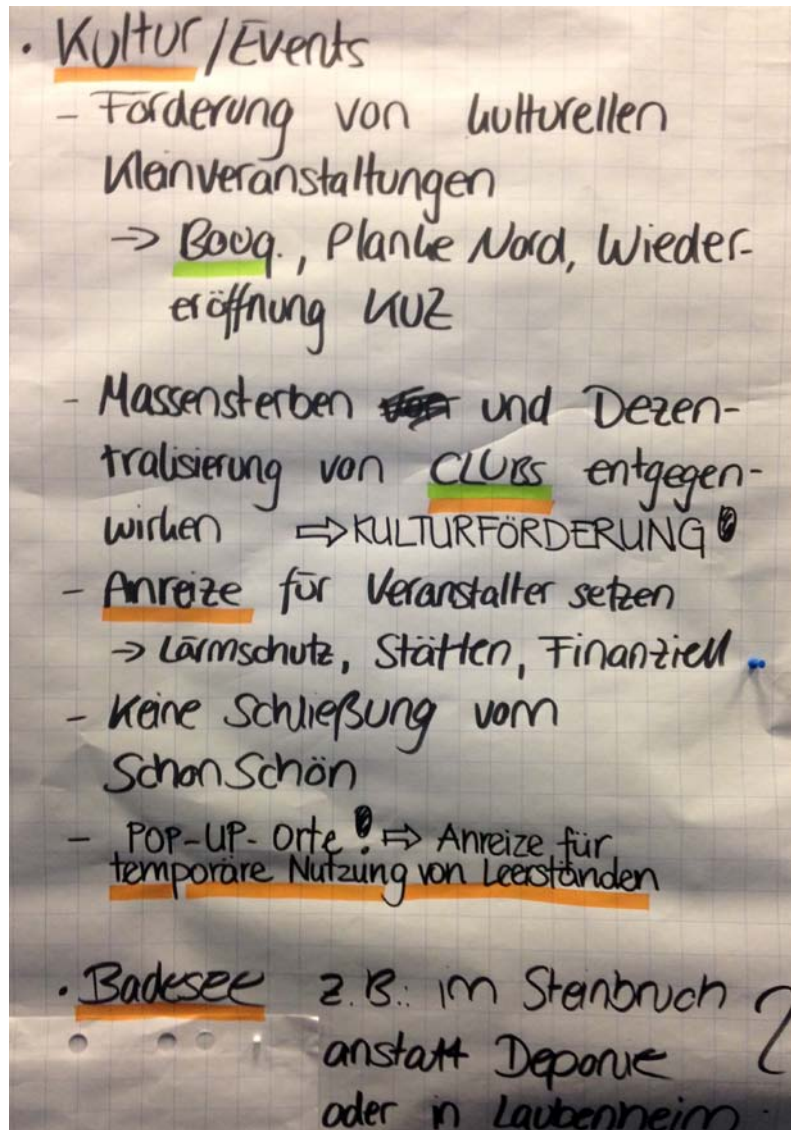 • Kultur/Events
- Förderung von kulturellen
Kleinveranstaltungen
-> Bouq., Planke Nord, Wieder-
eröffnung KUZ
- Massensterben und Dezen-
tralisierung von CLUBS entgegen-
wirken ⇨ KULTURFÖRDERUNG!
- Anreize für Veranstalter setzen
-> Lärmschutz, Stätten, Finanziell
- Keine Schließung vom
SchonSchön
- POP-UP-Orte! ⇨ Anreize für
temporäre Nutzung von Leerständen
• Badesee z.B.: im Steinbruch ?
anstatt Deponie
oder in Laubenheim